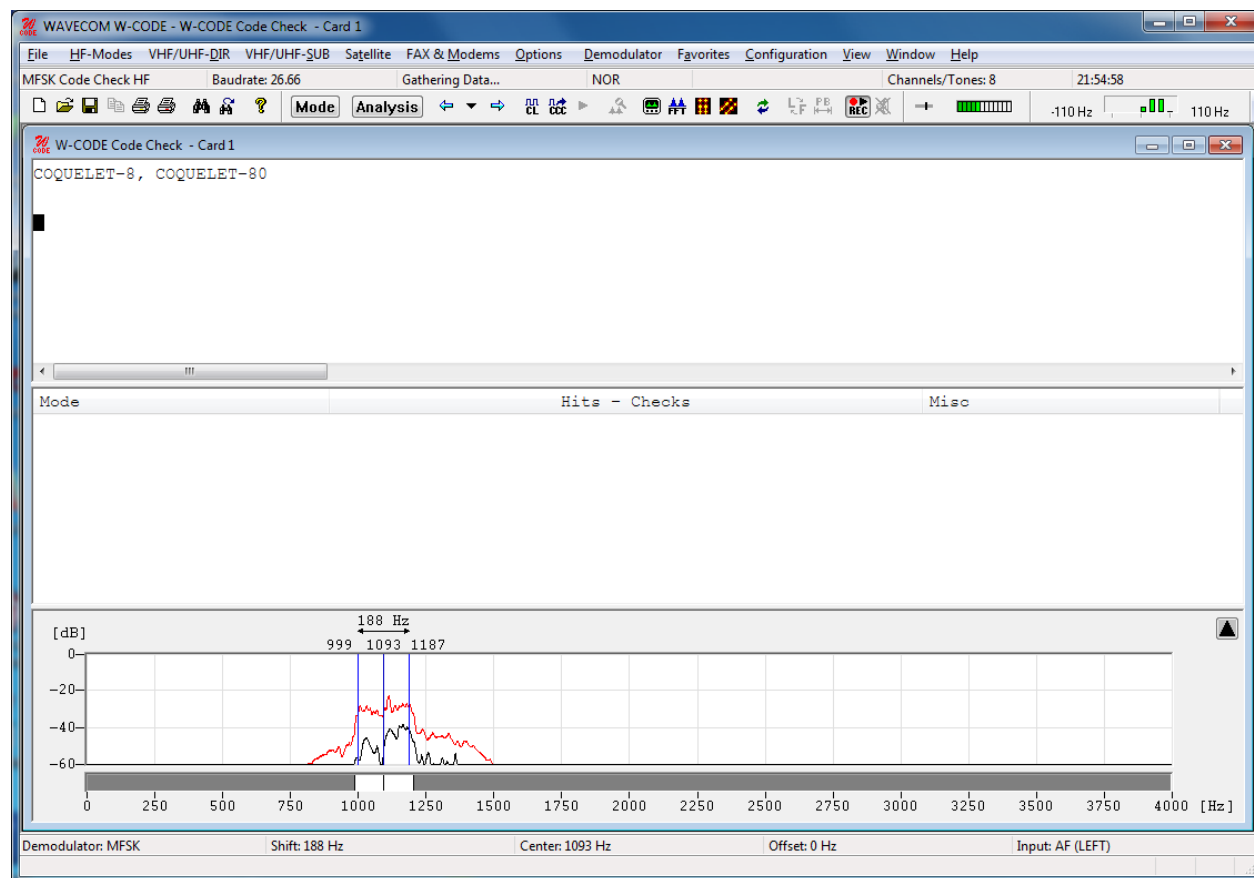 WAVECOM W-CODE - W-CODE Code Check - Card 1
File HF-Modes VHF/UHF-DIR VHF/UHF-SUB Satellite FAX & Modems Options Demodulator Favorites Configuration View Window Help
MFSK Code Check HF Baudrate: 26.66 Gathering Data... NOR Channels/Tones: 8 21:54:58
Mode Analysis CL CCC FFT REC -110 Hz 110 Hz
W-CODE Code Check - Card 1
COQUELET-8, COQUELET-80
Mode Hits - Checks Misc
188 Hz
[dB] 999 1093 1187
0
-20
-40
-60
0 250 500 750 1000 1250 1500 1750 2000 2250 2500 2750 3000 3250 3500 3750 4000 [Hz]
Demodulator: MFSK Shift: 188 Hz Center: 1093 Hz Offset: 0 Hz Input: AF (LEFT)